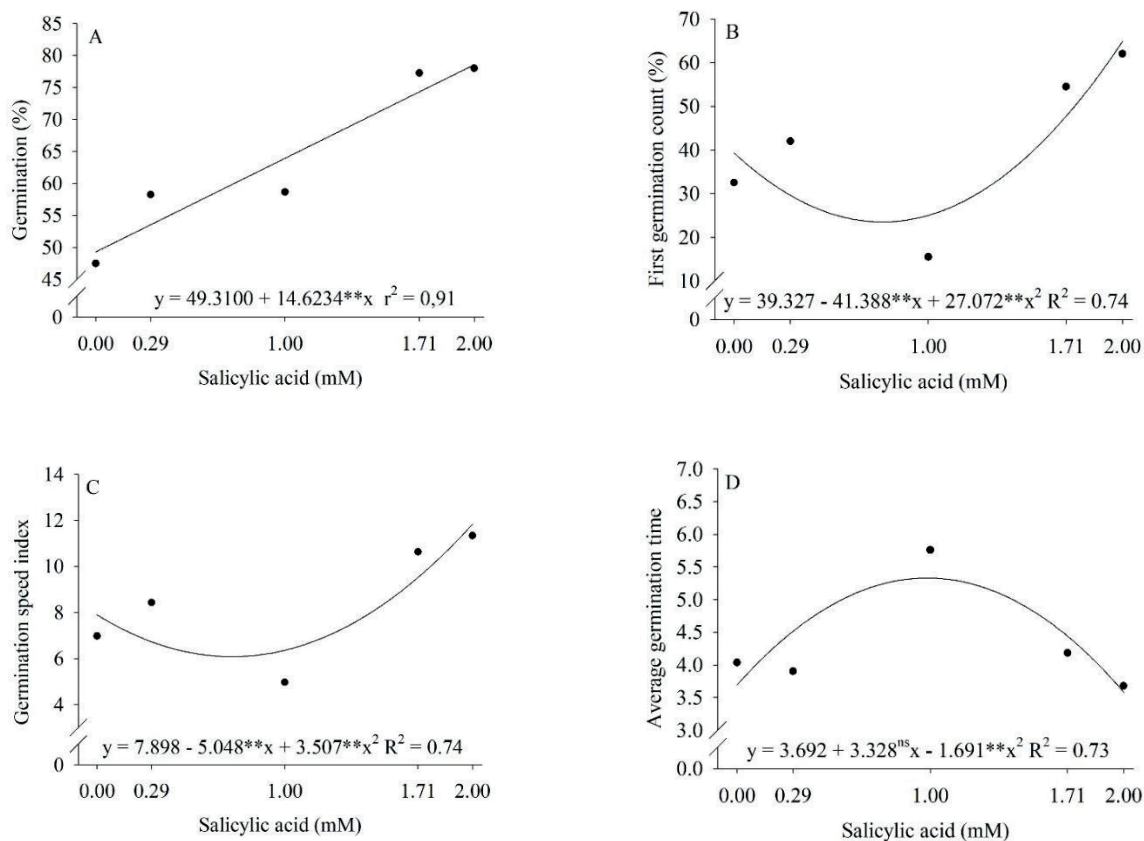 A
Germination (%)
85
80
75
70
65
60
55
50
45
0
y = 49.3100 + 14.6234**x r² = 0,91
0.00 0.29 1.00 1.71 2.00
Salicylic acid (mM)
B
First germination count (%)
70
60
50
40
30
20
10
0
y = 39.327 - 41.388**x + 27.072**x² R² = 0.74
0.00 0.29 1.00 1.71 2.00
Salicylic acid (mM)
C
Germination speed index
14
12
10
8
6
4
0
y = 7.898 - 5.048**x + 3.507**x² R² = 0.74
0.00 0.29 1.00 1.71 2.00
Salicylic acid (mM)
D
Average germination time
7.0
6.5
6.0
5.5
5.0
4.5
4.0
3.5
3.0
0.0
y = 3.692 + 3.328ⁿˢx - 1.691**x² R² = 0.73
0.00 0.29 1.00 1.71 2.00
Salicylic acid (mM)